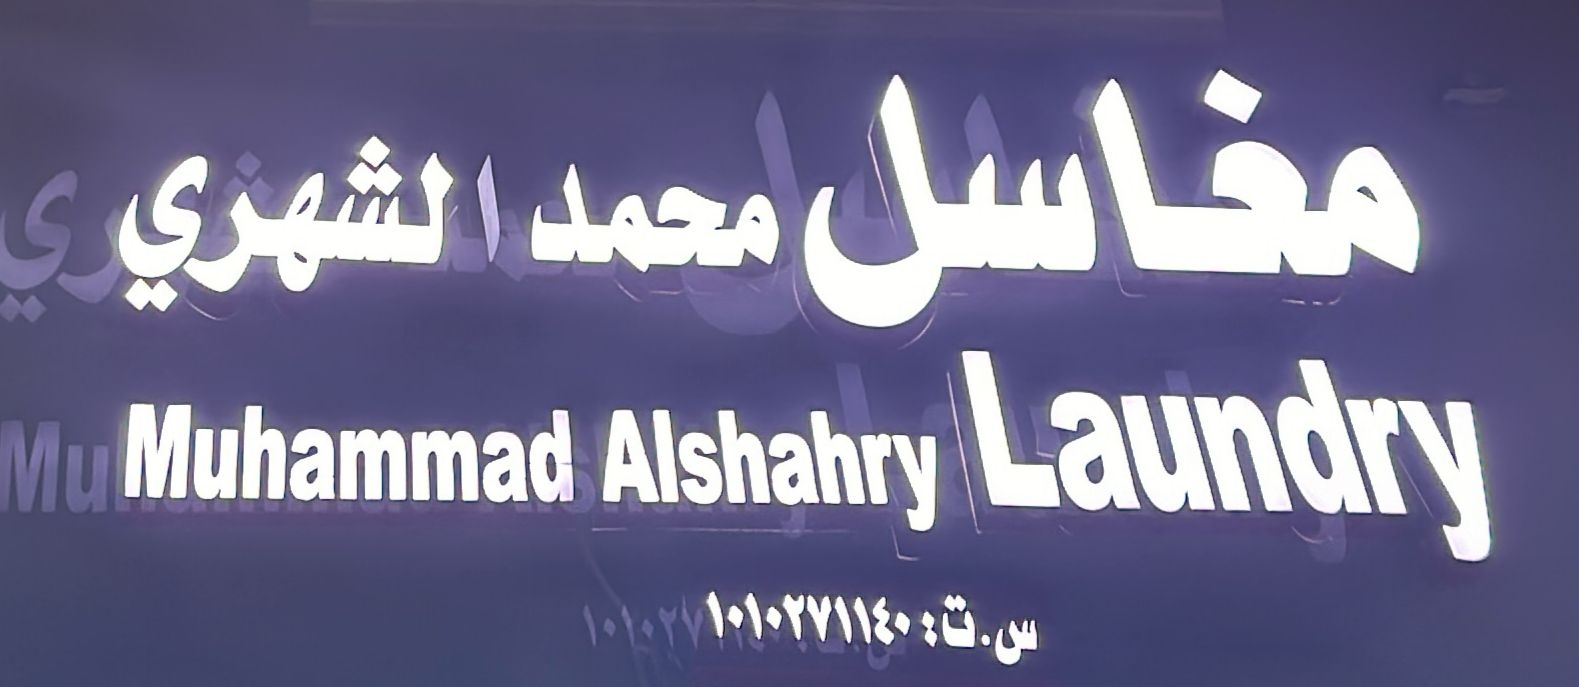 مغاسل محمد الشهري
Muhammad Alshahry Laundry
س.ت: ١٠١٠٢٧١١٤٠